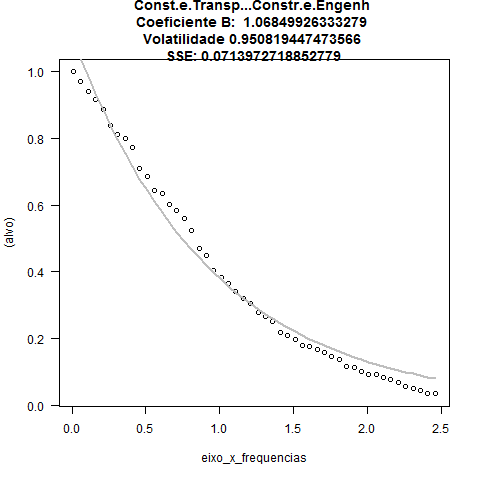 Const.e.Transp...Constr.e.Engenh
Coeficiente B: 1.06849926333279
Volatilidade 0.950819447473566
SSE: 0.0713972718852779
(alvo)
1.0
0.8
0.6
0.4
0.2
0.0
0.0 0.5 1.0 1.5 2.0 2.5
eixo_x_frequencias